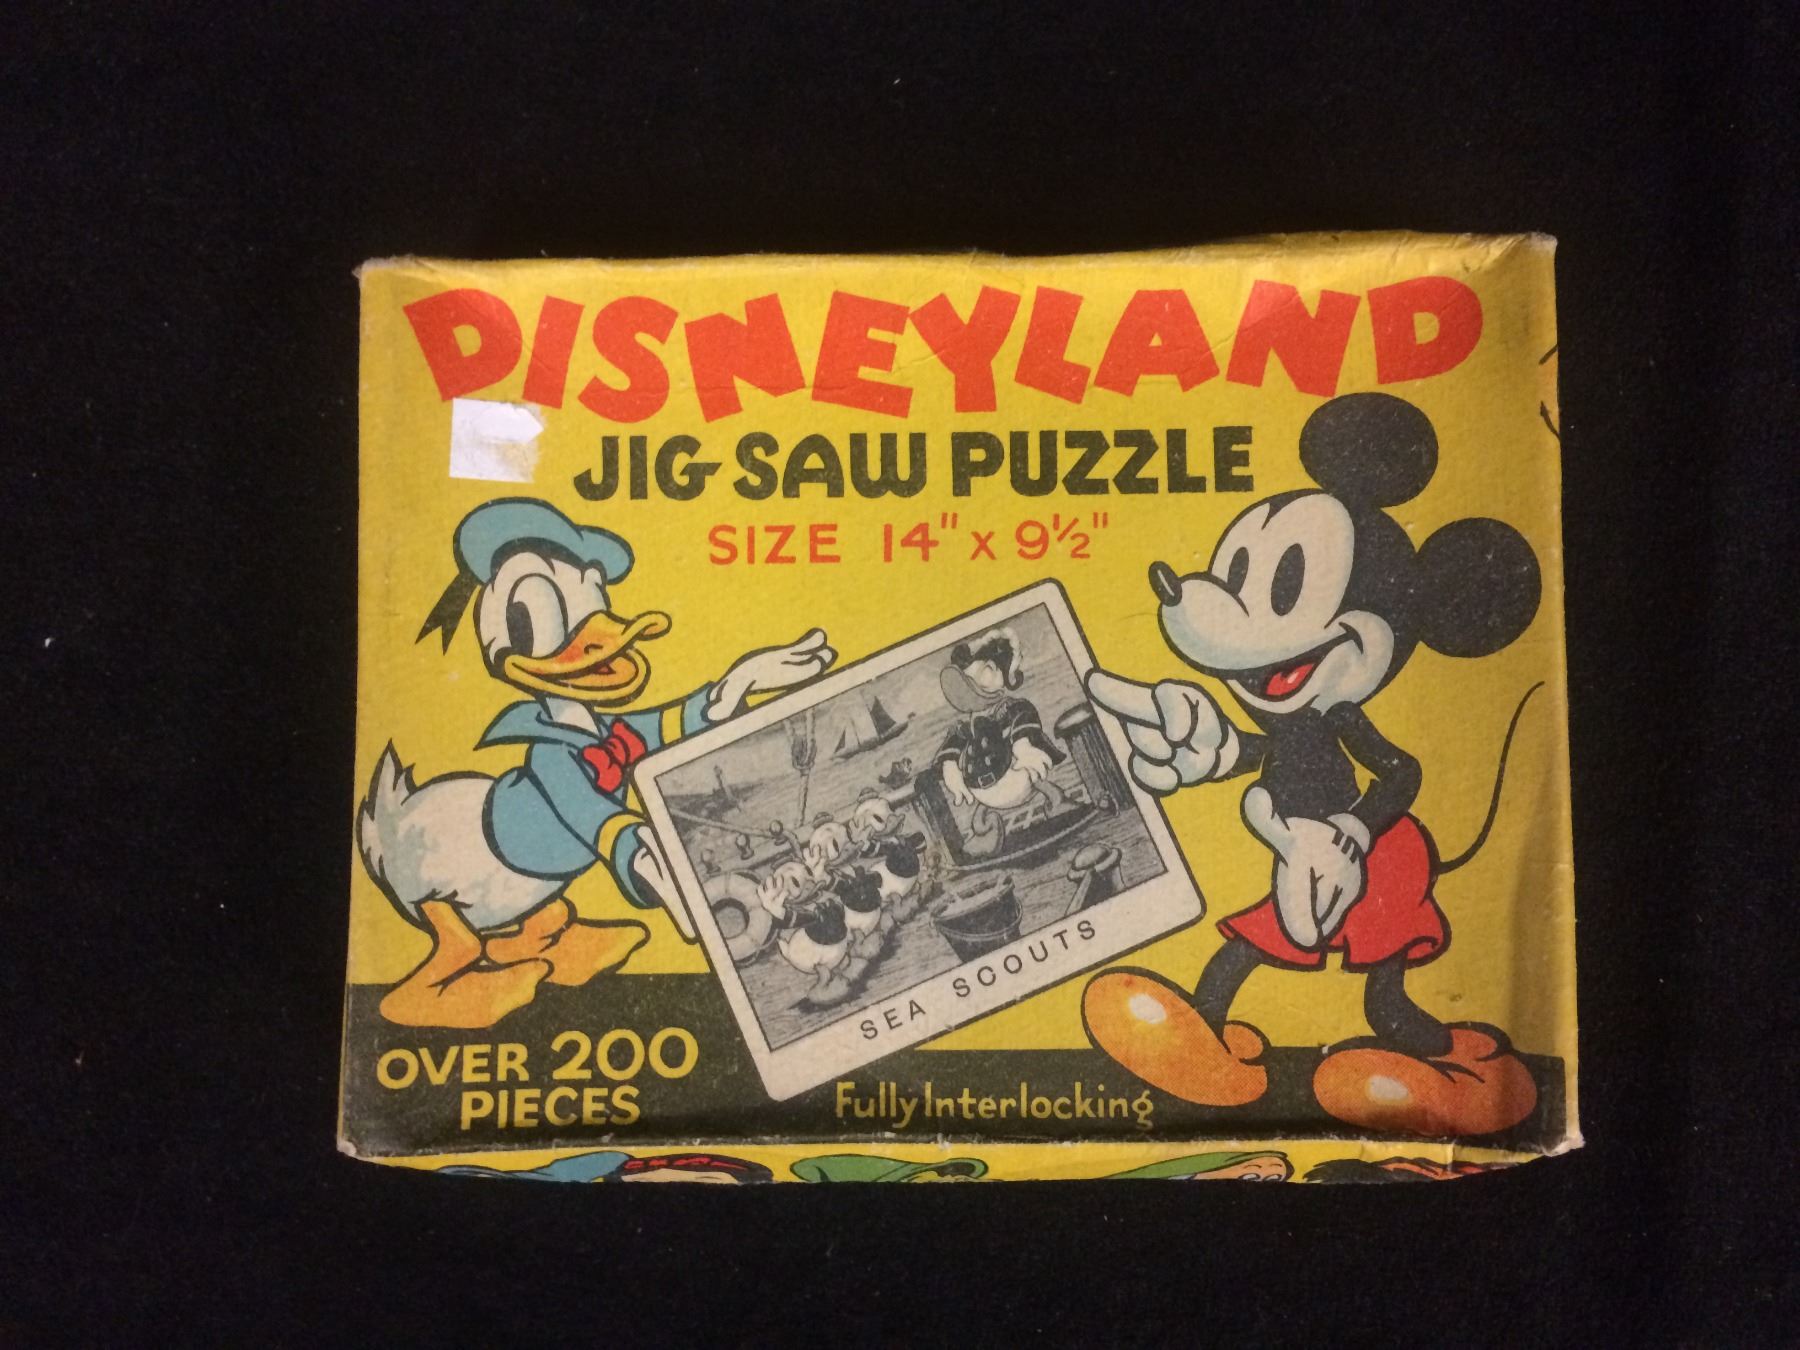 DISNEYLAND
JIG SAW PUZZLE
SIZE 14" x 9½"
SEA SCOUTS
OVER 200
PIECES
Fully Interlocking